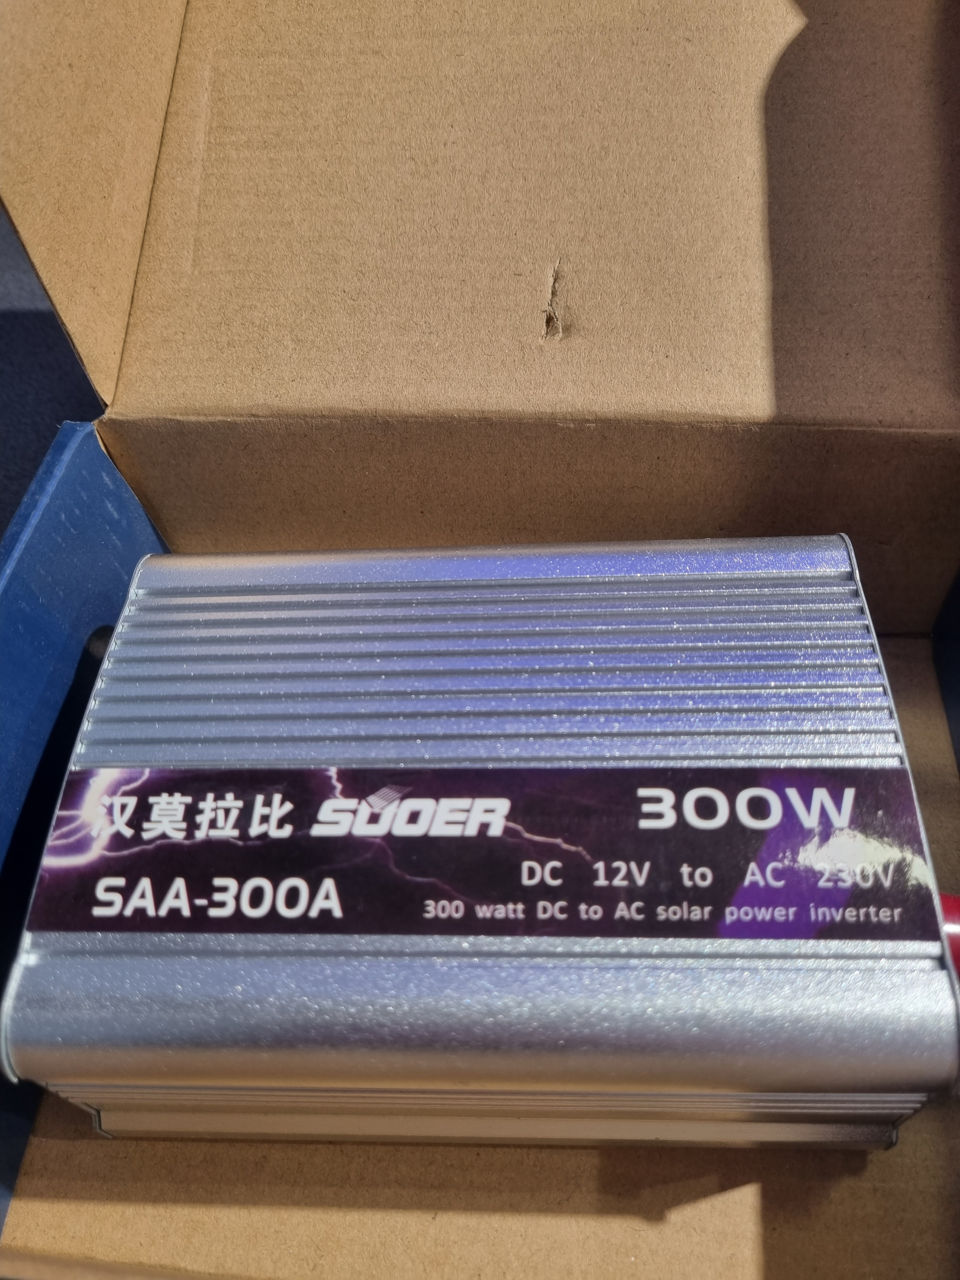 汉莫拉比 SUOER 300W
DC 12V to AC 230V
SAA-300A
300 watt DC to AC solar power inverter